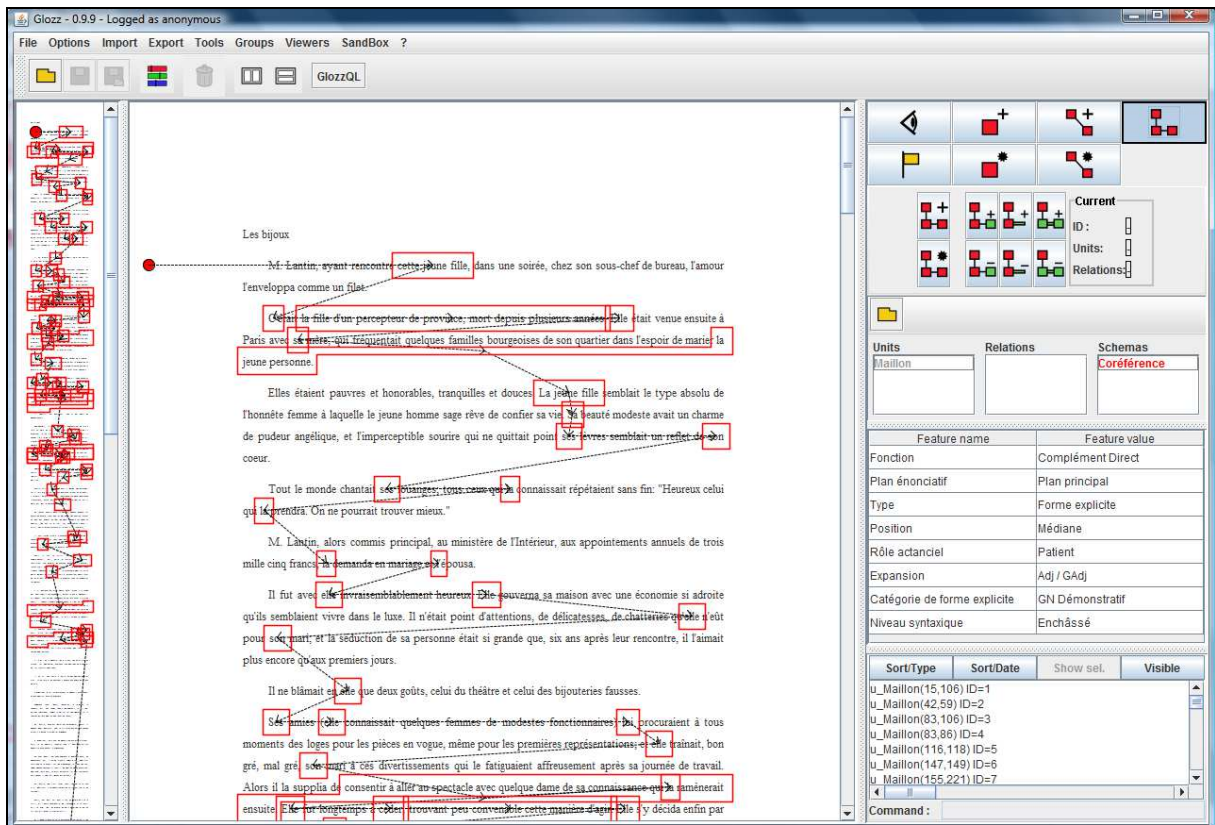 Glozz - 0.9.9 - Logged as anonymous
File Options Import Export Tools Groups Viewers SandBox ?
GlozzQL
Les bijoux
M. Lantin, ayant rencontré cette jeune fille, dans une soirée, chez son sous-chef de bureau, l'amour
l'enveloppa comme un filet.
C'était la fille d'un percepteur de province, mort depuis plusieurs années. Elle était venue ensuite à
Paris avec sa mère, qui fréquentait quelques familles bourgeoises de son quartier dans l'espoir de marier la
jeune personne.
Elles étaient pauvres et honorables, tranquilles et douces. La jeune fille semblait le type absolu de
l'honnête femme à laquelle le jeune homme sage rêve de confier sa vie. Sa beauté modeste avait un charme
de pudeur angélique, et l'imperceptible sourire qui ne quittait point ses lèvres semblait un reflet de son
coeur.
Tout le monde chantait ses louanges; tous ceux qui la connaissait répétaient sans fin: "Heureux celui
qui la prendra. On ne pourrait trouver mieux."
M. Lantin, alors commis principal, au ministère de l'Intérieur, aux appointements annuels de trois
mille cinq francs, la demanda en mariage et l'épousa.
Il fut avec elle invraisemblablement heureux. Elle gouverna sa maison avec une économie si adroite
qu'ils semblaient vivre dans le luxe. Il n'était point d'attentions, de délicatesses, de chatteries qu'elle n'eût
pour son mari; et la séduction de sa personne était si grande que, six ans après leur rencontre, il l'aimait
plus encore qu'aux premiers jours.
Il ne blâmait en elle que deux goûts, celui du théâtre et celui des bijouteries fausses.
Ses amies (elle connaissait quelques femmes de modestes fonctionnaires) lui procuraient à tous
moments des loges pour les pièces en vogue, même pour les premières représentations; et elle traînait, bon
gré, mal gré, son mari à ces divertissements qui le fatiguaient affreusement après sa journée de travail.
Alors il la supplia de consentir à aller au spectacle avec quelque dame de sa connaissance qui la ramènerait
ensuite. Elle fut longtemps à céder, trouvant peu convenable cette manière d'agir. Elle s'y décida enfin par
Current
ID :
Units:
Relations:
Units Relations Schemas
Maillon Coréférence
Feature name Feature value
Fonction Complément Direct
Plan énonciatif Plan principal
Type Forme explicite
Position Médiane
Rôle actanciel Patient
Expansion Adj / GAdj
Catégorie de forme explicite GN Démonstratif
Niveau syntaxique Enchâssé
Sort/Type Sort/Date Show sel. Visible
u_Maillon(15,106) ID=1
u_Maillon(42,59) ID=2
u_Maillon(83,106) ID=3
u_Maillon(83,86) ID=4
u_Maillon(116,118) ID=5
u_Maillon(147,149) ID=6
u_Maillon(155,221) ID=7
Command :